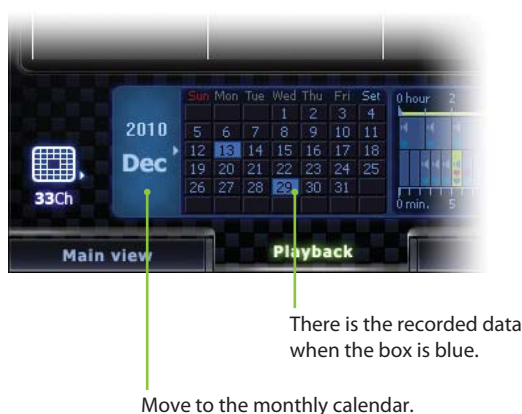 Sun Mon Tue Wed Thu Fri Set
1 2 3 4
5 6 7 8 9 10 11
12 13 14 15 16 17 18
19 20 21 22 23 24 25
26 27 28 29 30 31
2010
Dec
0 hour 2
0 min. 5
33Ch
Main view
Playback
There is the recorded data
when the box is blue.
Move to the monthly calendar.